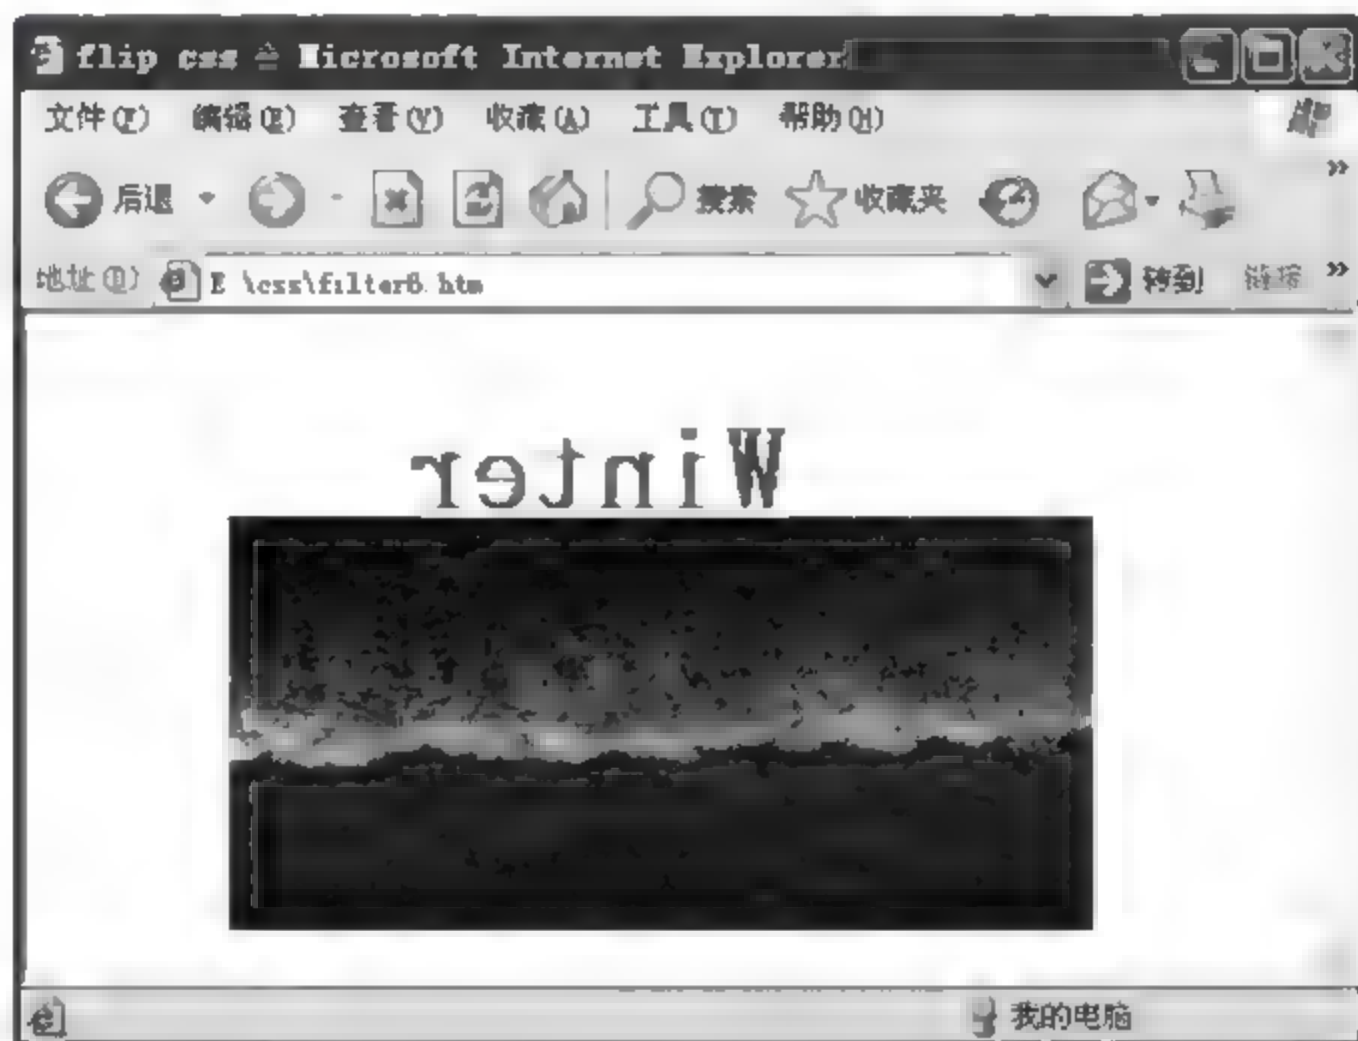 flip css - Microsoft Internet Explorer
文件(F) 编辑(E) 查看(V) 收藏(A) 工具(T) 帮助(H)
后退 搜索 收藏夹 »
地址(D) E \css\filter6.htm 转到 链接 »
Winter
我的电脑